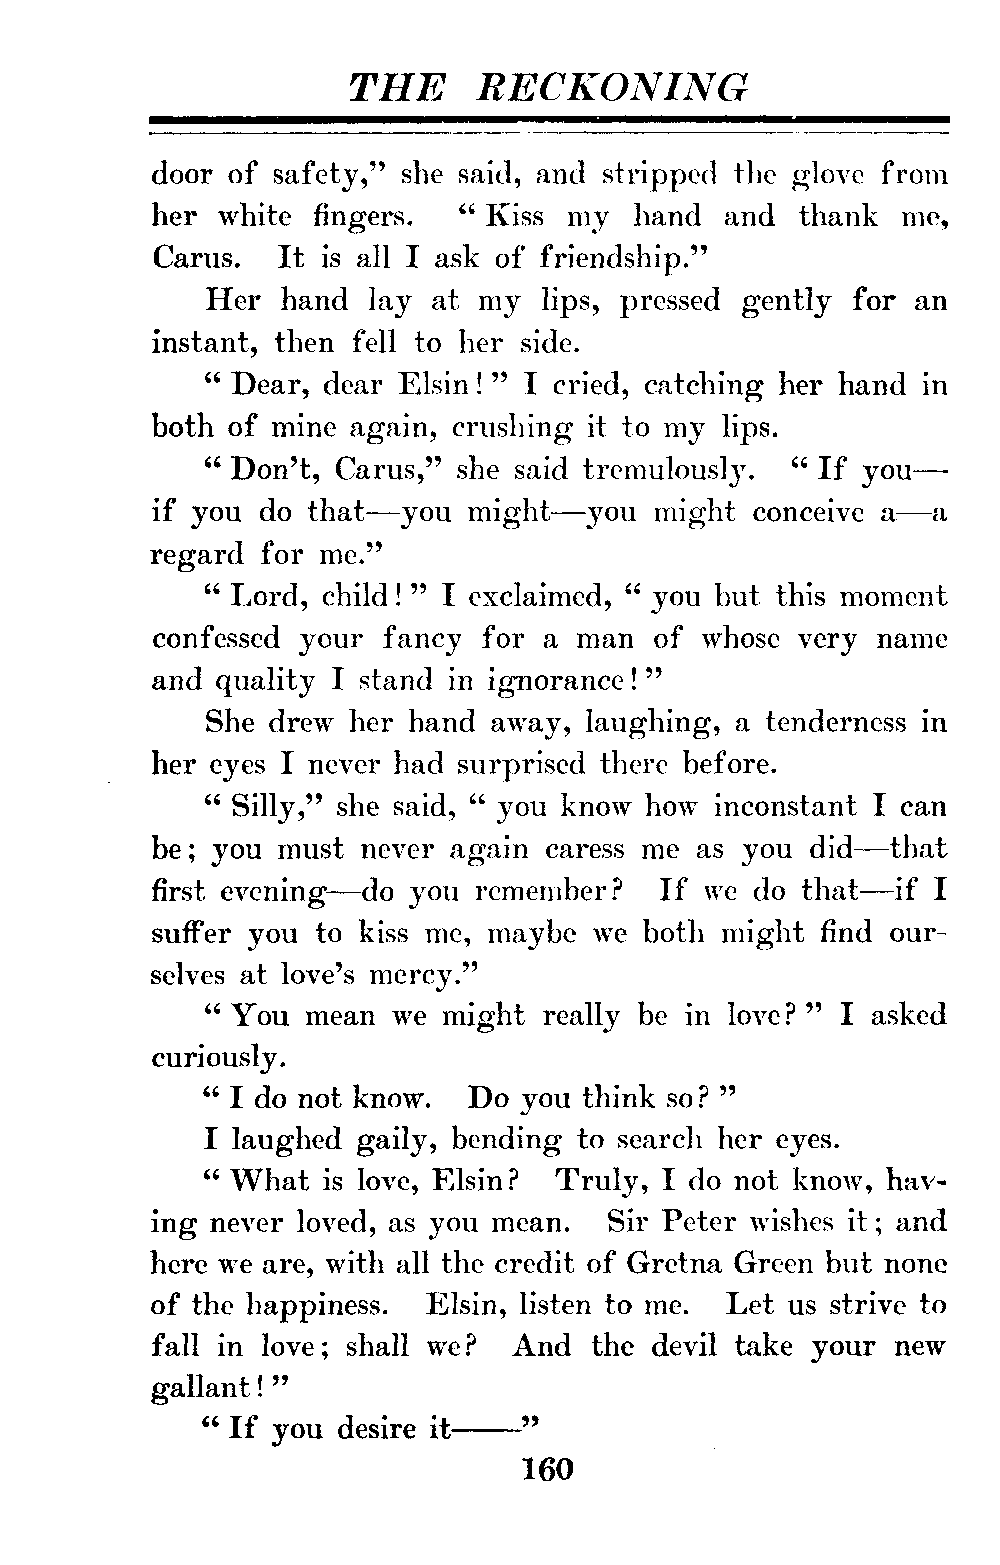 THE RECKONING
door of safety," she said, and stripped the glove from
her white fingers. "Kiss my hand and thank me,
Carus. It is all I ask of friendship."
Her hand lay at my lips, pressed gently for an
instant, then fell to her side.
"Dear, dear Elsin!" I cried, catching her hand in
both of mine again, crushing it to my lips.
"Don't, Carus," she said tremulously. "If you—
if you do that—you might—you might conceive a—a
regard for me."
"Lord, child!" I exclaimed, "you but this moment
confessed your fancy for a man of whose very name
and quality I stand in ignorance!"
She drew her hand away, laughing, a tenderness in
her eyes I never had surprised there before.
"Silly," she said, "you know how inconstant I can
be; you must never again caress me as you did—that
first evening—do you remember? If we do that—if I
suffer you to kiss me, maybe we both might find our-
selves at love's mercy."
"You mean we might really be in love?" I asked
curiously.
"I do not know. Do you think so?"
I laughed gaily, bending to search her eyes.
"What is love, Elsin? Truly, I do not know, hav-
ing never loved, as you mean. Sir Peter wishes it; and
here we are, with all the credit of Gretna Green but none
of the happiness. Elsin, listen to me. Let us strive to
fall in love; shall we? And the devil take your new
gallant!"
"If you desire it——"
160